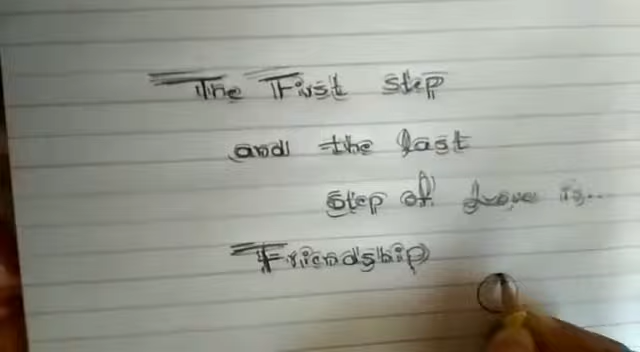 The First step
and the last
step of Love is...
Friendship